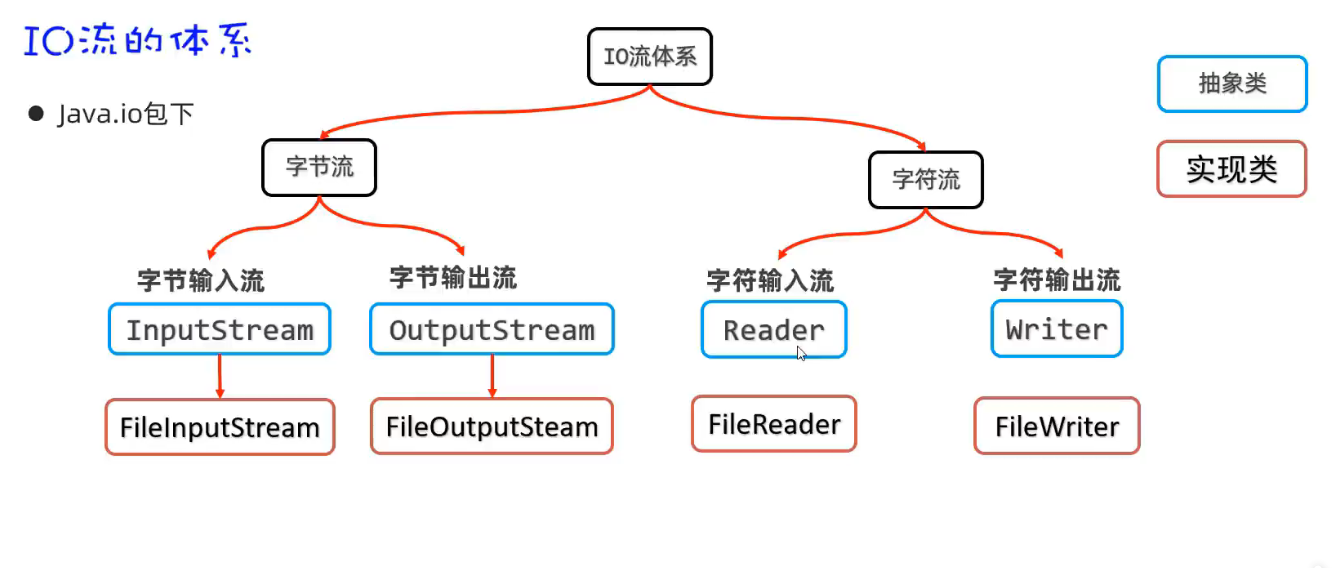 IO流的体系
IO流体系
抽象类
● Java.io包下
字节流
字符流
实现类
字节输入流
字节输出流
字符输入流
字符输出流
InputStream
OutputStream
Reader
Writer
FileInputStream
FileOutputSteam
FileReader
FileWriter